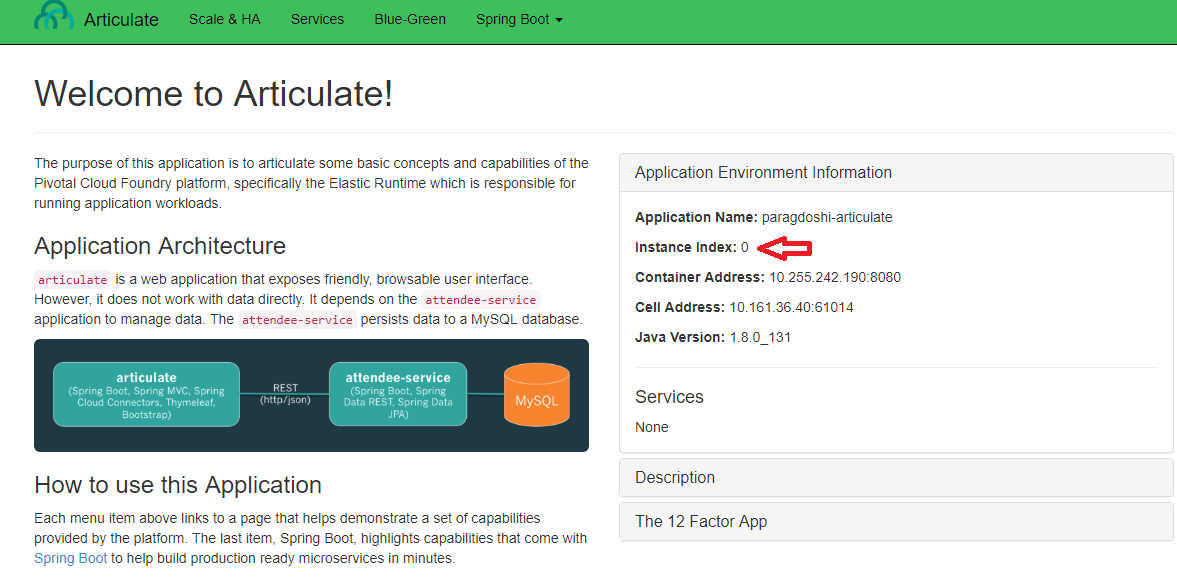 Articulate Scale & HA Services Blue-Green Spring Boot
Welcome to Articulate!
The purpose of this application is to articulate some basic concepts and capabilities of the
Pivotal Cloud Foundry platform, specifically the Elastic Runtime which is responsible for
running application workloads.
Application Architecture
articulate is a web application that exposes friendly, browsable user interface.
However, it does not work with data directly. It depends on the attendee-service
application to manage data. The attendee-service persists data to a MySQL database.
articulate
(Spring Boot, Spring MVC, Spring
Cloud Connectors, Thymeleaf,
Bootstrap)
REST
(http/json)
attendee-service
(Spring Boot, Spring
Data REST, Spring Data
JPA)
MySQL
How to use this Application
Each menu item above links to a page that helps demonstrate a set of capabilities
provided by the platform. The last item, Spring Boot, highlights capabilities that come with
Spring Boot to help build production ready microservices in minutes.
Application Environment Information
Application Name: paragdoshi-articulate
Instance Index: 0
Container Address: 10.255.242.190:8080
Cell Address: 10.161.36.40:61014
Java Version: 1.8.0_131
Services
None
Description
The 12 Factor App